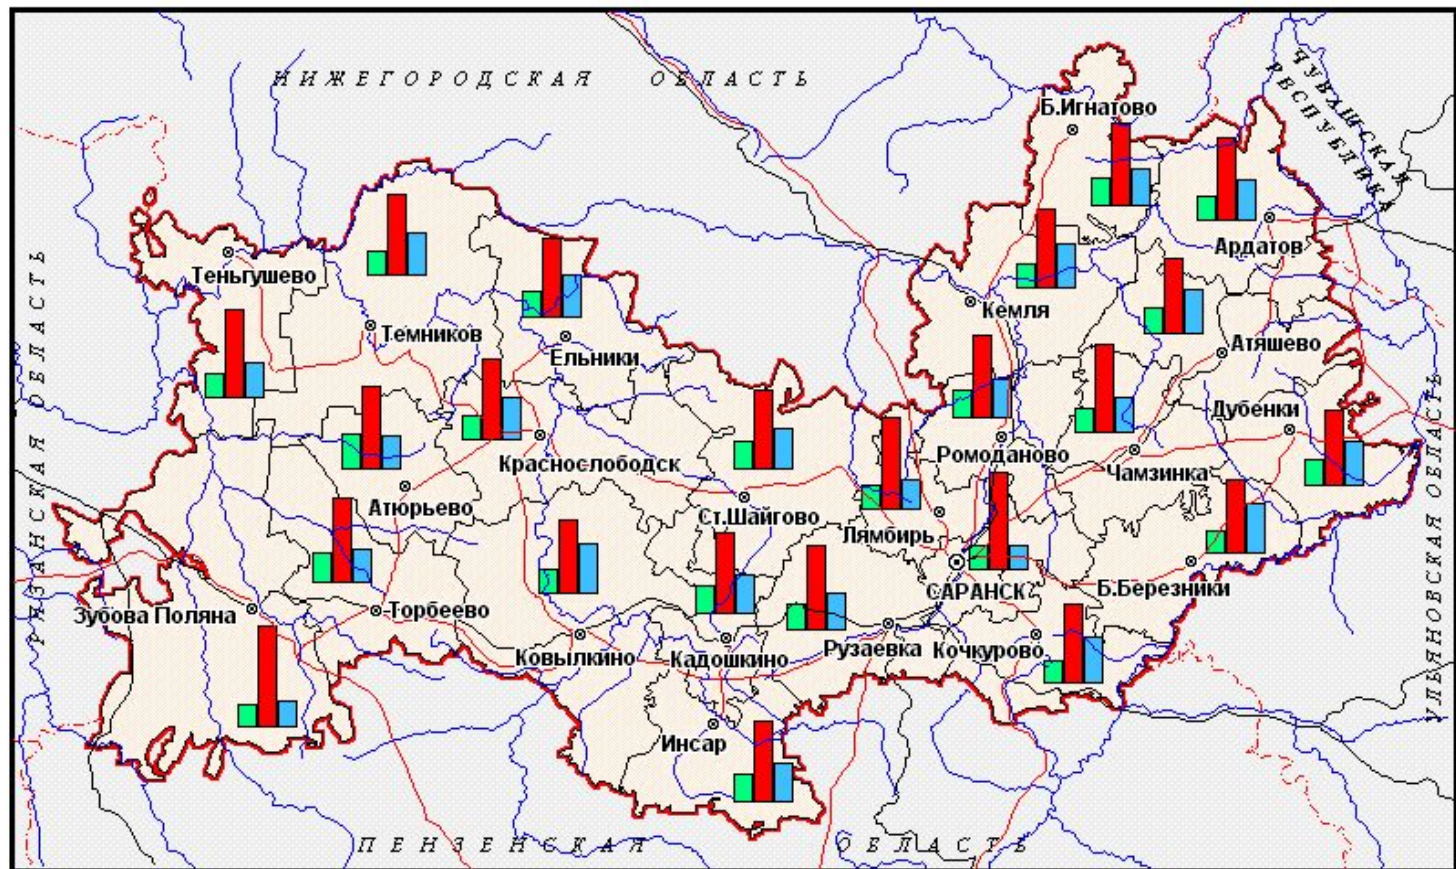 НИЖЕГОРОДСКАЯ ОБЛАСТЬ
ЧУВАШСКАЯ
РЕСПУБЛИКА
Б.Игнатово
Ардатов
Теньгушево
Кемля
Темников
Ельники
Атяшево
РЯЗАНСКАЯ ОБЛАСТЬ
УЛЬЯНОВСКАЯ ОБЛАСТЬ
Дубенки
Краснослободск
Ромоданово
Чамзинка
Атюрьево
Ст.Шайгово
Лямбирь
САРАНСК
Б.Березники
Зубова Поляна
Торбеево
Ковылкино
Кадошкино
Рузаевка
Кочкурово
Инсар
ПЕНЗЕНСКАЯ ОБЛАСТЬ